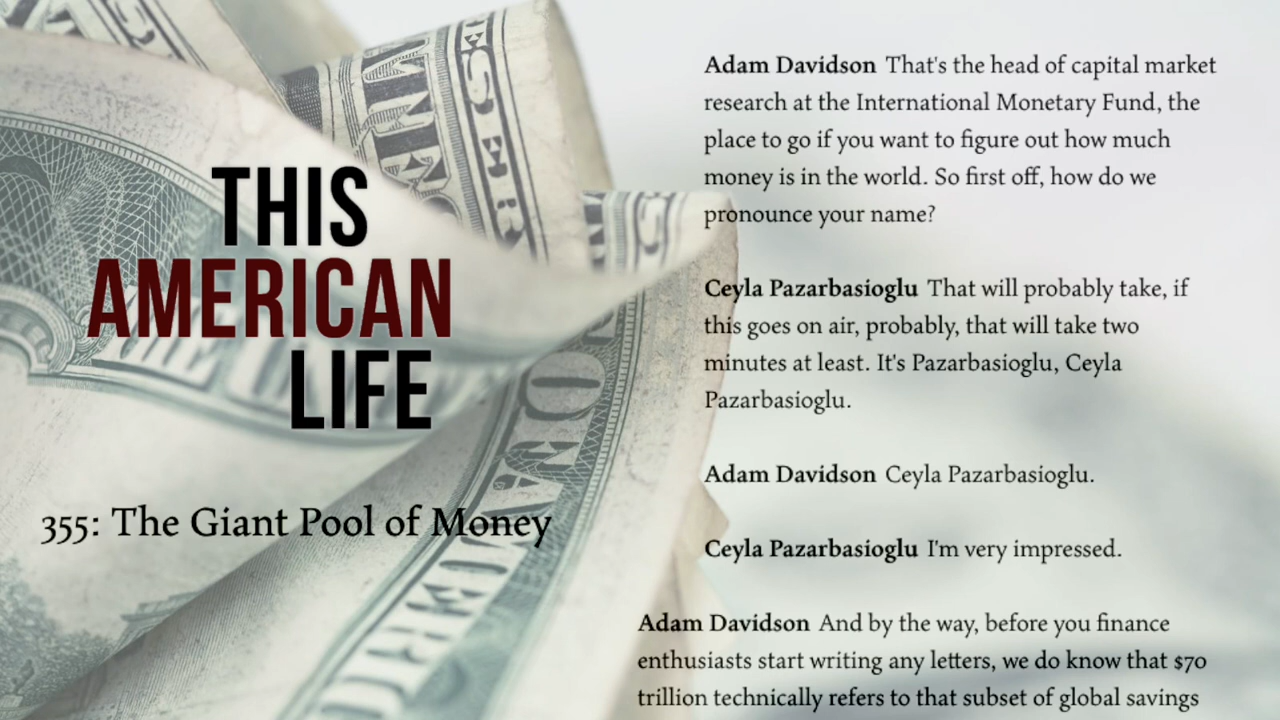 THIS
AMERICAN
LIFE
355: The Giant Pool of Money
Adam Davidson That's the head of capital market
research at the International Monetary Fund, the
place to go if you want to figure out how much
money is in the world. So first off, how do we
pronounce your name?
Ceyla Pazarbasioglu That will probably take, if
this goes on air, probably, that will take two
minutes at least. It's Pazarbasioglu, Ceyla
Pazarbasioglu.
Adam Davidson Ceyla Pazarbasioglu.
Ceyla Pazarbasioglu I'm very impressed.
Adam Davidson And by the way, before you finance
enthusiasts start writing any letters, we do know that $70
trillion technically refers to that subset of global savings